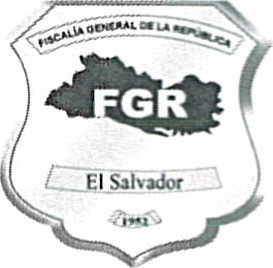 FISCALÍA GENERAL DE LA REPÚBLICA
FGR
El Salvador
1952